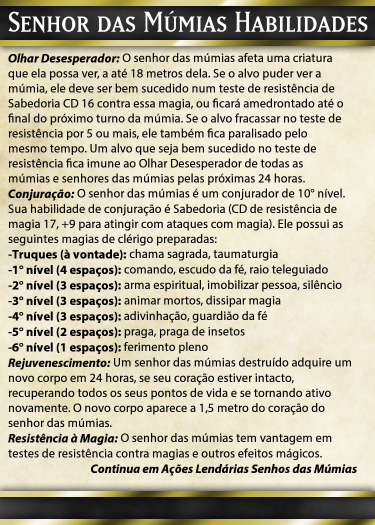 SENHOR DAS MÚMIAS HABILIDADES
Olhar Desesperador: O senhor das múmias afeta uma criatura
que ela possa ver, a até 18 metros dela. Se o alvo puder ver a
múmia, ele deve ser bem sucedido num teste de resistência de
Sabedoria CD 16 contra essa magia, ou ficará amedrontado até o
final do próximo turno da múmia. Se o alvo fracassar no teste de
resistência por 5 ou mais, ele também fica paralisado pelo
mesmo tempo. Um alvo que seja bem sucedido no teste de
resistência fica imune ao Olhar Desesperador de todas as
múmias e senhores das múmias pelas próximas 24 horas.
Conjuração: O senhor das múmias é um conjurador de 10° nível.
Sua habilidade de conjuração é Sabedoria (CD de resistência de
magia 17, +9 para atingir com ataques com magia). Ele possui as
seguintes magias de clérigo preparadas:
-Truques (à vontade): chama sagrada, taumaturgia
-1° nível (4 espaços): comando, escudo da fé, raio teleguiado
-2° nível (3 espaços): arma espiritual, imobilizar pessoa, silêncio
-3° nível (3 espaços): animar mortos, dissipar magia
-4° nível (3 espaços): adivinhação, guardião da fé
-5° nível (2 espaços): praga, praga de insetos
-6° nível (1 espaços): ferimento pleno
Rejuvenescimento: Um senhor das múmias destruído adquire um
novo corpo em 24 horas, se seu coração estiver intacto,
recuperando todos os seus pontos de vida e se tornando ativo
novamente. O novo corpo aparece a 1,5 metro do coração do
senhor das múmias.
Resistência à Magia: O senhor das múmias tem vantagem em
testes de resistência contra magias e outros efeitos mágicos.
Continua em Ações Lendárias Senhos das Múmias